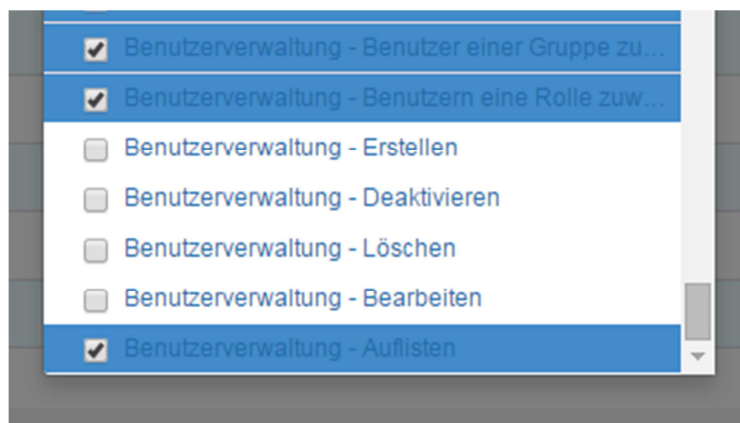 Benutzerverwaltung - Benutzer einer Gruppe zu...
Benutzerverwaltung - Benutzern eine Rolle zuw...
Benutzerverwaltung - Erstellen
Benutzerverwaltung - Deaktivieren
Benutzerverwaltung - Löschen
Benutzerverwaltung - Bearbeiten
Benutzerverwaltung - Auflisten